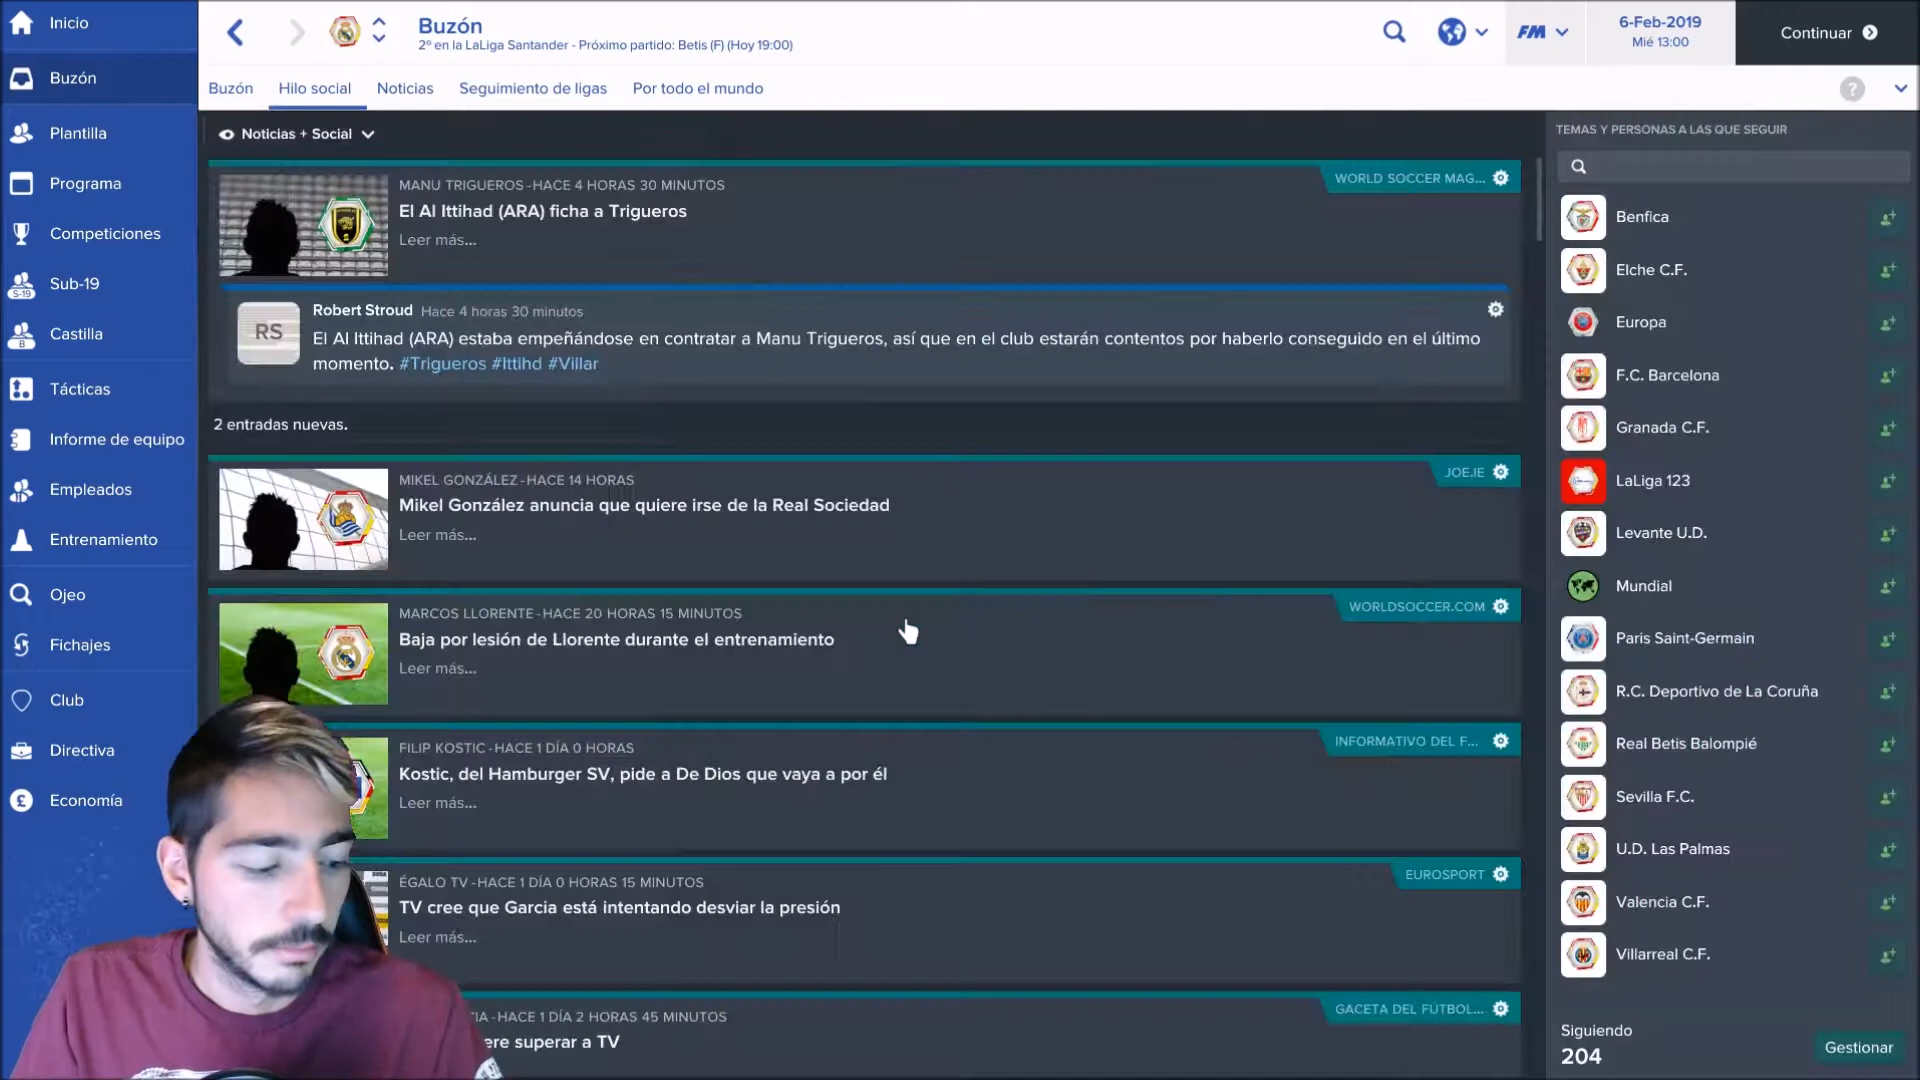 Inicio
Buzón
Plantilla
Programa
Competiciones
S-19
Sub-19
B
Castilla
Tácticas
Informe de equipo
Empleados
Entrenamiento
Ojeo
Fichajes
Club
Directiva
£
Economía
Buzón
2º en la LaLiga Santander - Próximo partido: Betis (F) (Hoy 19:00)
FM
6-Feb-2019
Mié 13:00
Continuar
Buzón
Hilo social
Noticias
Seguimiento de ligas
Por todo el mundo
?
Noticias + Social
MANU TRIGUEROS - HACE 4 HORAS 30 MINUTOS
WORLD SOCCER MAG...
El Al Ittihad (ARA) ficha a Trigueros
Leer más...
RS
Robert Stroud Hace 4 horas 30 minutos
El Al Ittihad (ARA) estaba empeñándose en contratar a Manu Trigueros, así que en el club estarán contentos por haberlo conseguido en el último
momento. #Trigueros #Ittihd #Villar
2 entradas nuevas.
MIKEL GONZÁLEZ - HACE 14 HORAS
JOE.IE
Mikel González anuncia que quiere irse de la Real Sociedad
Leer más...
MARCOS LLORENTE - HACE 20 HORAS 15 MINUTOS
WORLDSOCCER.COM
Baja por lesión de Llorente durante el entrenamiento
Leer más...
FILIP KOSTIC - HACE 1 DÍA 0 HORAS
INFORMATIVO DEL F...
Kostic, del Hamburger SV, pide a De Dios que vaya a por él
Leer más...
ÉGALO TV - HACE 1 DÍA 0 HORAS 15 MINUTOS
EUROSPORT
TV cree que Garcia está intentando desviar la presión
Leer más...
IA - HACE 1 DÍA 2 HORAS 45 MINUTOS
GACETA DEL FÚTBOL...
ere superar a TV
TEMAS Y PERSONAS A LAS QUE SEGUIR
Benfica
Elche C.F.
Europa
F.C. Barcelona
Granada C.F.
LaLiga 123
Levante U.D.
Mundial
Paris Saint-Germain
R.C. Deportivo de La Coruña
Real Betis Balompié
Sevilla F.C.
U.D. Las Palmas
Valencia C.F.
Villarreal C.F.
Siguiendo
204
Gestionar